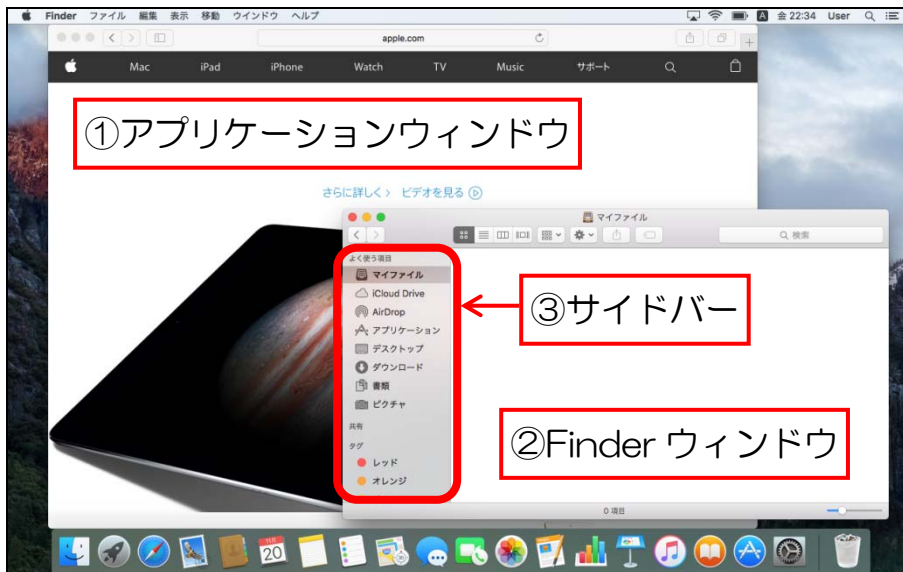 Finder ファイル 編集 表示 移動 ウインドウ ヘルプ A 金 22:34 User
apple.com
Mac iPad iPhone Watch TV Music サポート
①アプリケーションウィンドウ
さらに詳しく ビデオを見る
マイファイル
検索
よく使う項目
マイファイル
iCloud Drive
AirDrop
アプリケーション
デスクトップ
ダウンロード
書類
ピクチャ
共有
タグ
レッド
オレンジ
③サイドバー
②Finder ウィンドウ
0 項目
20